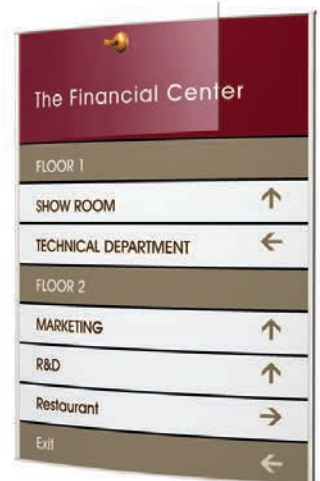 The Financial Center
FLOOR 1
SHOW ROOM
TECHNICAL DEPARTMENT
FLOOR 2
MARKETING
R&D
Restaurant
Exit